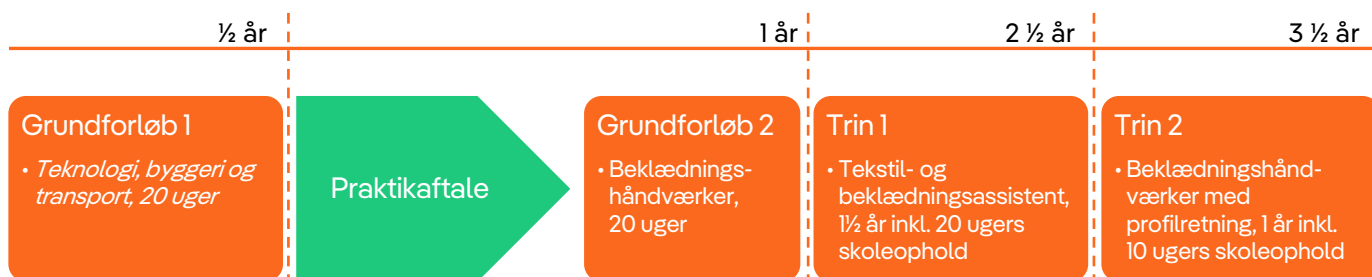 ½ år
1 år
2 ½ år
3 ½ år
Grundforløb 1
• Teknologi, byggeri og
transport, 20 uger
Praktikaftale
Grundforløb 2
• Beklædnings-
håndværker,
20 uger
Trin 1
• Tekstil- og
beklædningsassistent,
1½ år inkl. 20 ugers
skoleophold
Trin 2
• Beklædningshånd-
værker med
profilretning, 1 år inkl.
10 ugers skoleophold